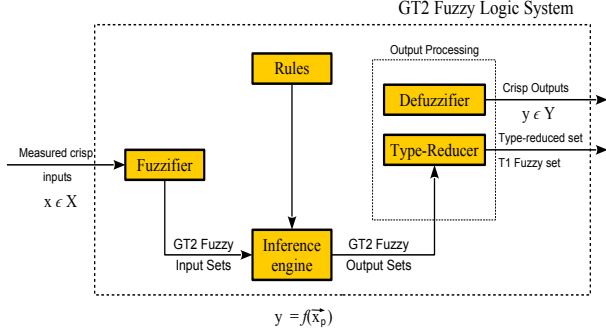 GT2 Fuzzy Logic System
Output Processing
Rules
Defuzzifier
Crisp Outputs
y ϵ Y
Type-Reducer
Type-reduced set
T1 Fuzzy set
Measured crisp
inputs
x ϵ X
Fuzzifier
GT2 Fuzzy
Input Sets
Inference
engine
GT2 Fuzzy
Output Sets
y = f(x⃗p)